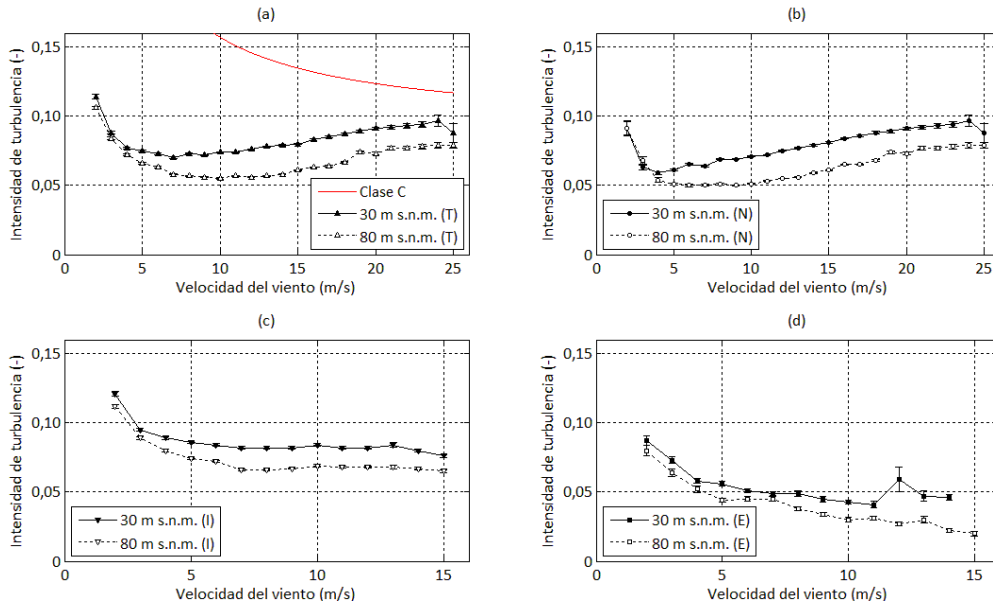 (a)
Intensidad de turbulencia (-)
0,15
0,10
0,05
0
0 5 10 15 20 25
Velocidad del viento (m/s)
Clase C
30 m s.n.m. (T)
80 m s.n.m. (T)
(b)
Intensidad de turbulencia (-)
0,15
0,10
0,05
0
0 5 10 15 20 25
Velocidad del viento (m/s)
30 m s.n.m. (N)
80 m s.n.m. (N)
(c)
Intensidad de turbulencia (-)
0,15
0,10
0,05
0
0 5 10 15
Velocidad del viento (m/s)
30 m s.n.m. (I)
80 m s.n.m. (I)
(d)
Intensidad de turbulencia (-)
0,15
0,10
0,05
0
0 5 10 15
Velocidad del viento (m/s)
30 m s.n.m. (E)
80 m s.n.m. (E)